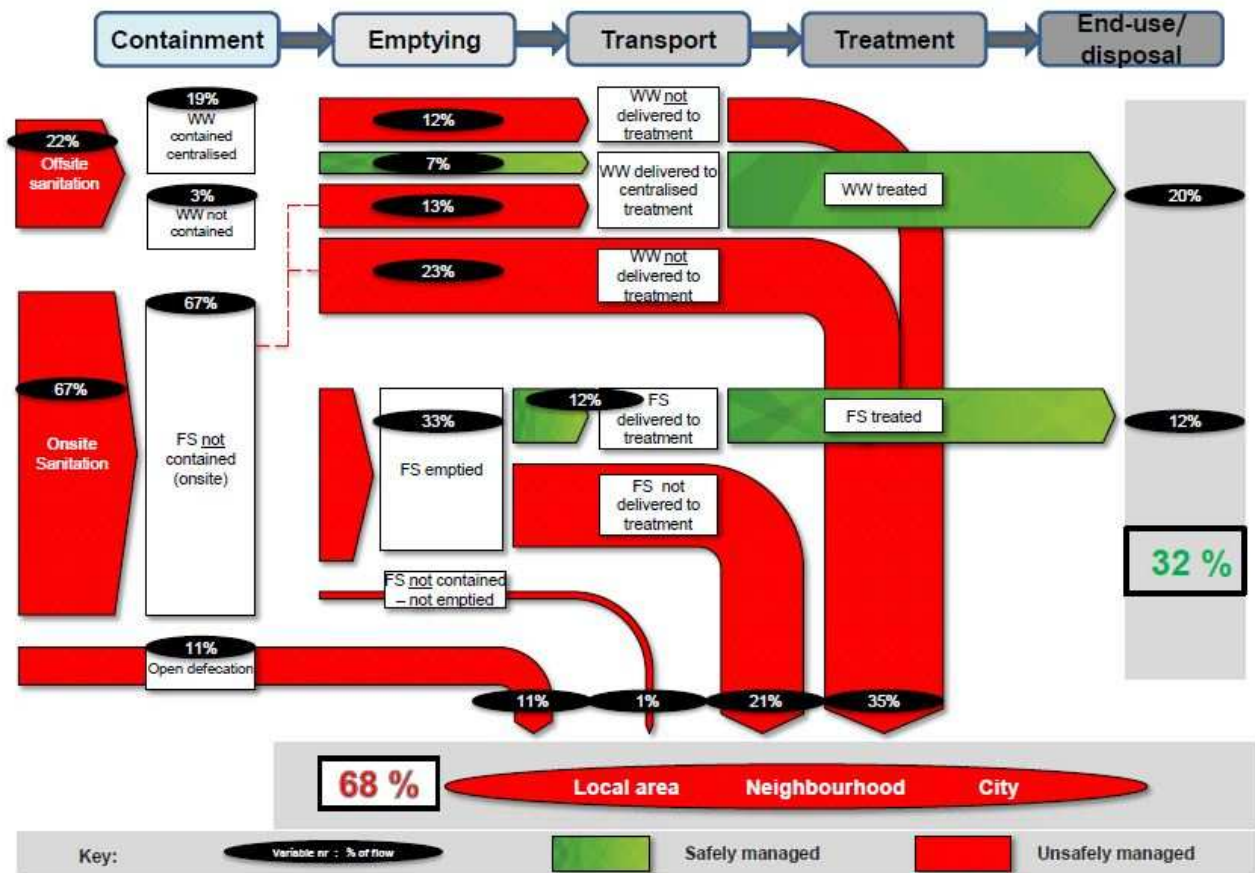 Containment
Emptying
Transport
Treatment
End-use/
disposal
19%
WW
contained
centralised
22%
Offsite
sanitation
3%
WW not
contained
12%
WW not
delivered to
treatment
7%
WW delivered to
centralised
treatment
13%
WW treated
20%
23%
WW not
delivered to
treatment
67%
67%
Onsite
Sanitation
FS not
contained
(onsite)
33%
FS emptied
12%
FS
delivered to
treatment
FS treated
12%
FS not
delivered to
treatment
32 %
FS not contained
– not emptied
11%
Open defecation
11%
1%
21%
35%
68 %
Local area
Neighbourhood
City
Key:
Variable nr : % of flow
Safely managed
Unsafely managed